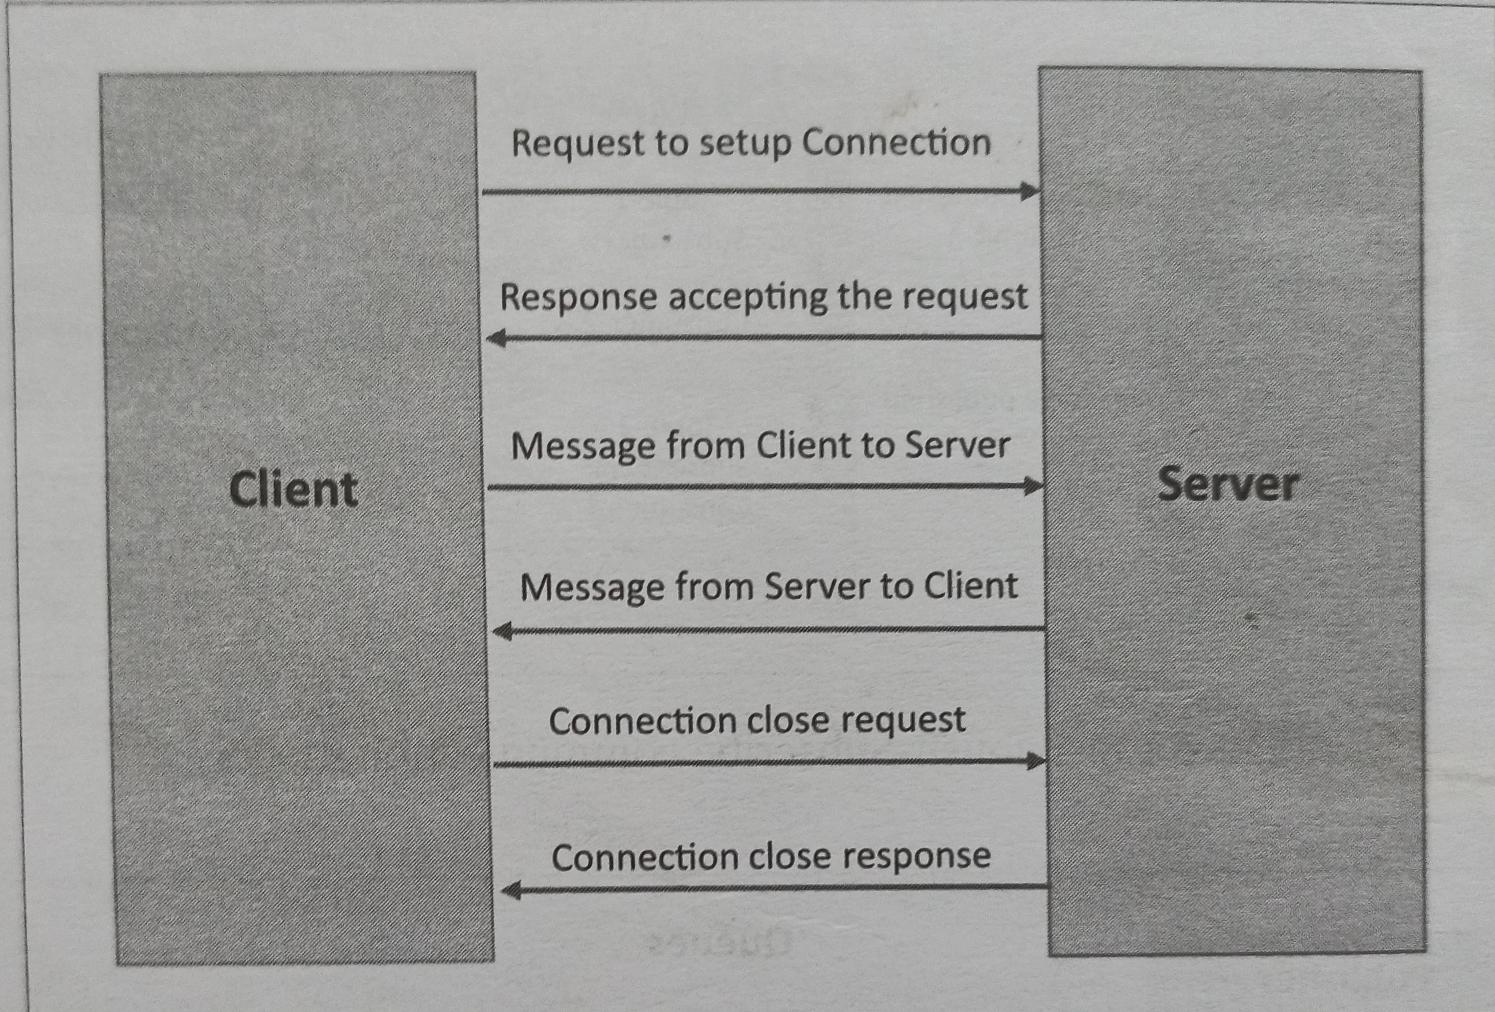 Request to setup Connection
Response accepting the request
Message from Client to Server
Client
Server
Message from Server to Client
Connection close request
Connection close response